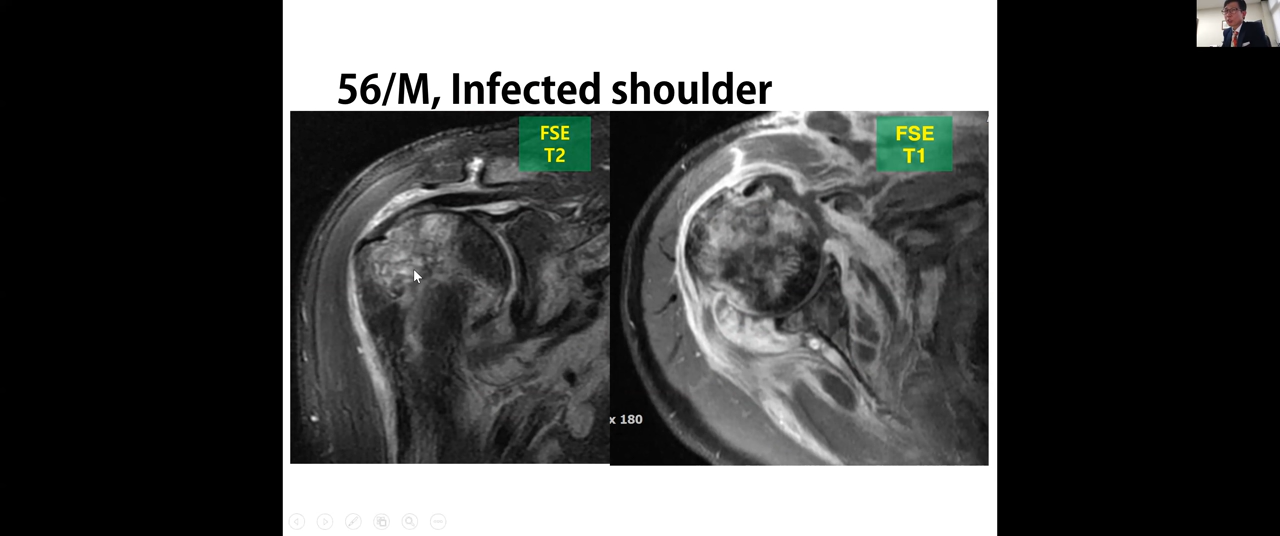 56/M, Infected shoulder
FSE
T2
FSE
T1
x 180